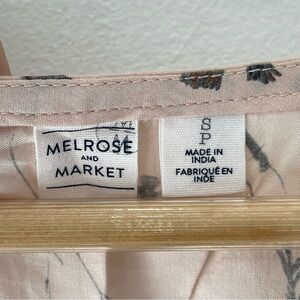 MELROSE
AND
MARKET
S
P
MADE IN
INDIA
FABRIQUÉ EN
INDE